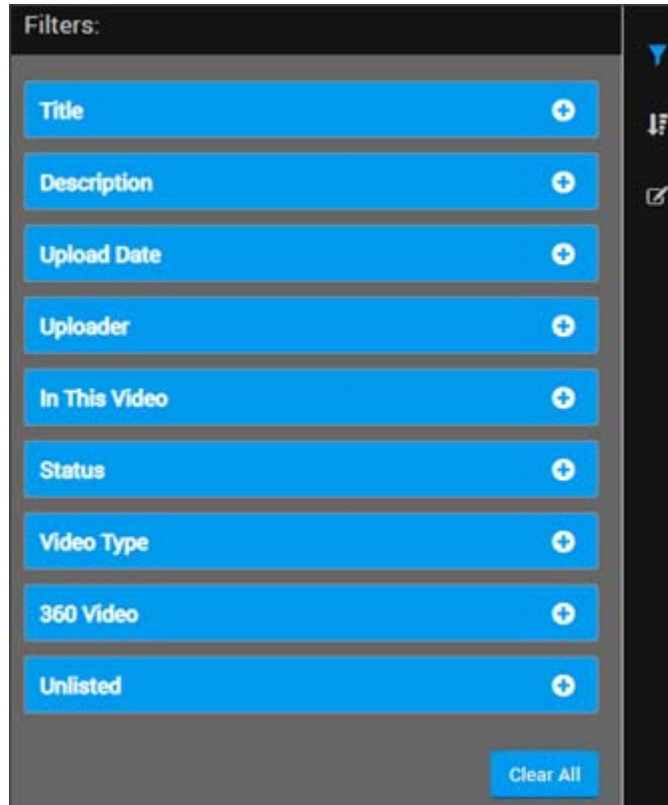 Filters:
Title
Description
Upload Date
Uploader
In This Video
Status
Video Type
360 Video
Unlisted
Clear All